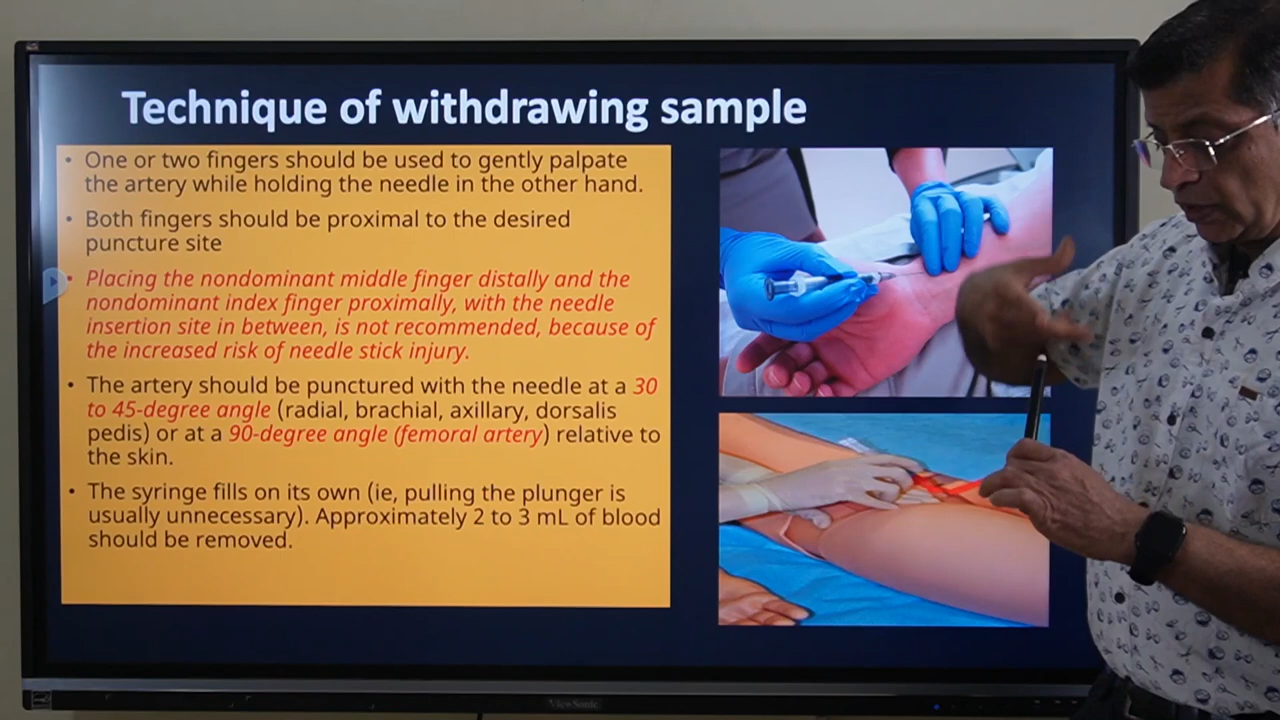 Technique of withdrawing sample
• One or two fingers should be used to gently palpate
the artery while holding the needle in the other hand.
• Both fingers should be proximal to the desired
puncture site
• Placing the nondominant middle finger distally and the
nondominant index finger proximally, with the needle
insertion site in between, is not recommended, because of
the increased risk of needle stick injury.
• The artery should be punctured with the needle at a 30
to 45-degree angle (radial, brachial, axillary, dorsalis
pedis) or at a 90-degree angle (femoral artery) relative to
the skin.
• The syringe fills on its own (ie, pulling the plunger is
usually unnecessary). Approximately 2 to 3 mL of blood
should be removed.
ViewSonic